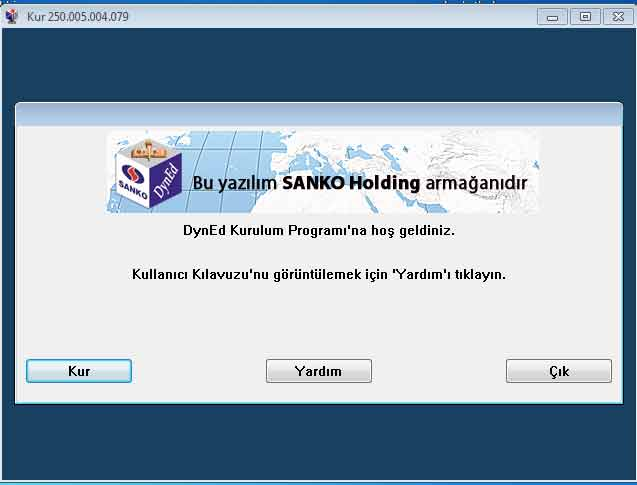 Kur 250.005.004.079
SANKO
DynEd
Bu yazılım SANKO Holding armağanıdır
DynEd Kurulum Programı'na hoş geldiniz.
Kullanıcı Kılavuzu'nu görüntülemek için 'Yardım'ı tıklayın.
Kur
Yardım
Çık